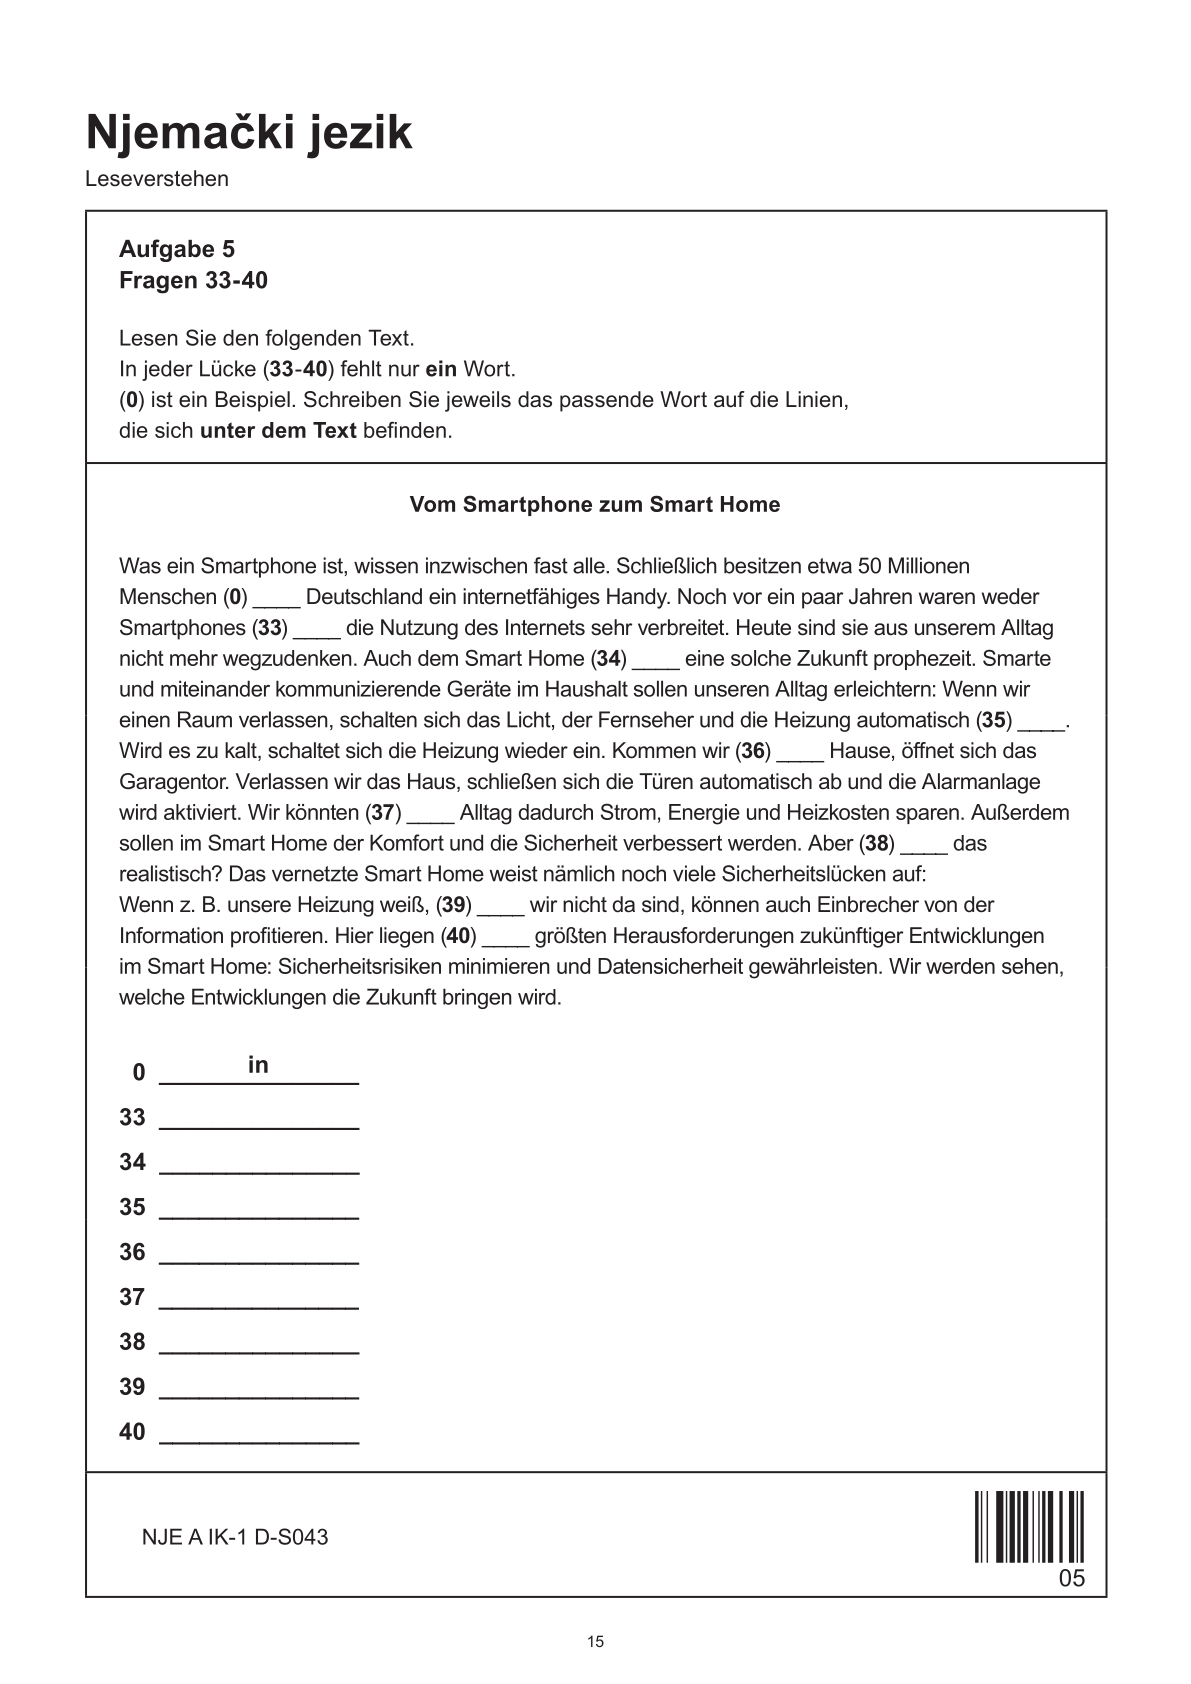 Njemački jezik
Leseverstehen
Aufgabe 5
Fragen 33-40
Lesen Sie den folgenden Text.
In jeder Lücke (33-40) fehlt nur ein Wort.
(0) ist ein Beispiel. Schreiben Sie jeweils das passende Wort auf die Linien,
die sich unter dem Text befinden.
Vom Smartphone zum Smart Home
Was ein Smartphone ist, wissen inzwischen fast alle. Schließlich besitzen etwa 50 Millionen
Menschen (0) ____ Deutschland ein internetfähiges Handy. Noch vor ein paar Jahren waren weder
Smartphones (33) ____ die Nutzung des Internets sehr verbreitet. Heute sind sie aus unserem Alltag
nicht mehr wegzudenken. Auch dem Smart Home (34) ____ eine solche Zukunft prophezeit. Smarte
und miteinander kommunizierende Geräte im Haushalt sollen unseren Alltag erleichtern: Wenn wir
einen Raum verlassen, schalten sich das Licht, der Fernseher und die Heizung automatisch (35) ____.
Wird es zu kalt, schaltet sich die Heizung wieder ein. Kommen wir (36) ____ Hause, öffnet sich das
Garagentor. Verlassen wir das Haus, schließen sich die Türen automatisch ab und die Alarmanlage
wird aktiviert. Wir könnten (37) ____ Alltag dadurch Strom, Energie und Heizkosten sparen. Außerdem
sollen im Smart Home der Komfort und die Sicherheit verbessert werden. Aber (38) ____ das
realistisch? Das vernetzte Smart Home weist nämlich noch viele Sicherheitslücken auf:
Wenn z. B. unsere Heizung weiß, (39) ____ wir nicht da sind, können auch Einbrecher von der
Information profitieren. Hier liegen (40) ____ größten Herausforderungen zukünftiger Entwicklungen
im Smart Home: Sicherheitsrisiken minimieren und Datensicherheit gewährleisten. Wir werden sehen,
welche Entwicklungen die Zukunft bringen wird.
0 in
33
34
35
36
37
38
39
40
NJE A IK-1 D-S043
05
15